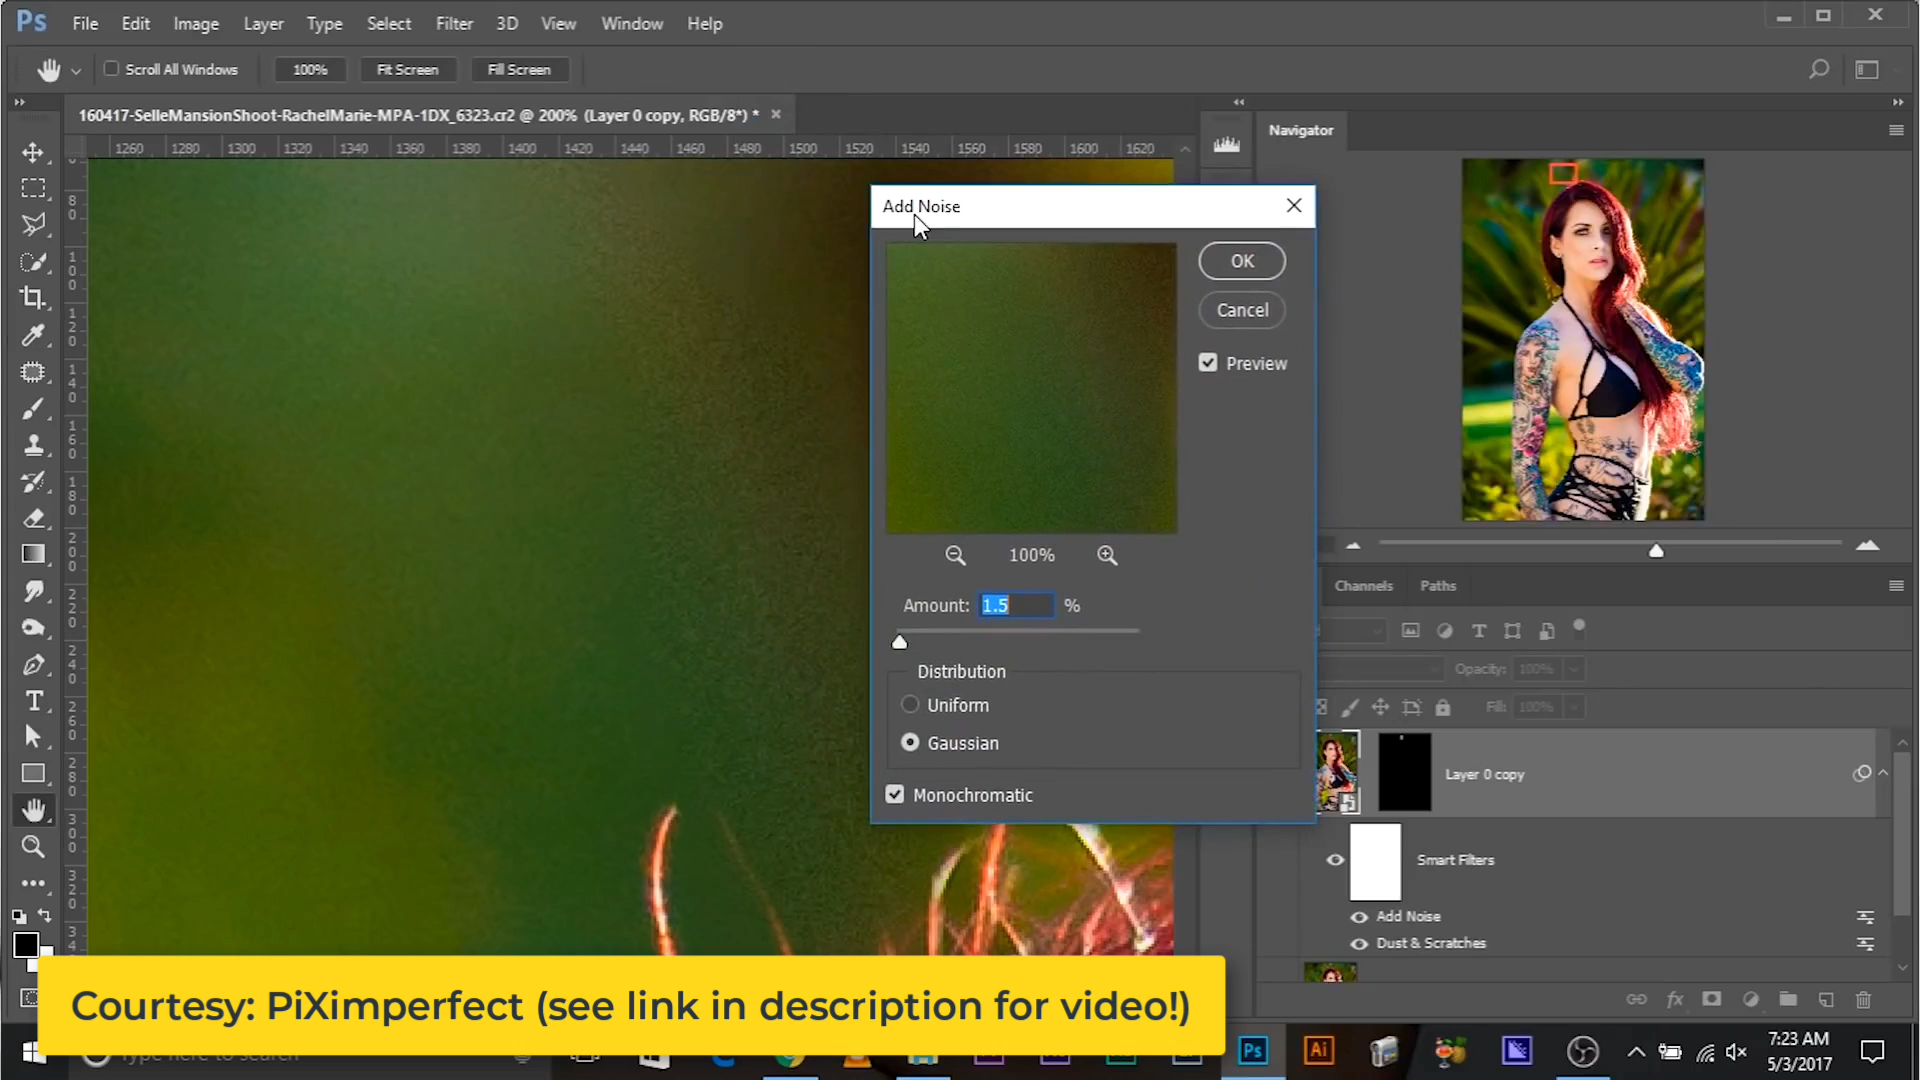 Ps File Edit Image Layer Type Select Filter 3D View Window Help
Scroll All Windows 100% Fit Screen Fill Screen
160417-SelleMansionShoot-RachelMarie-MPA-1DX_6323.cr2 @ 200% (Layer 0 copy, RGB/8*) *
1260 1280 1300 1320 1340 1360 1380 1400 1420 1440 1460 1480 1500 1520 1540 1560 1580 1600 1620
Navigator
Add Noise
OK
Cancel
Preview
100%
Amount: 1.5 %
Distribution
Uniform
Gaussian
Monochromatic
Channels Paths
Opacity: 100%
Fill: 100%
Layer 0 copy
Smart Filters
Add Noise
Dust & Scratches
Courtesy: PiXimperfect (see link in description for video!)
Type here to search
Ps Ai
7:23 AM
5/3/2017